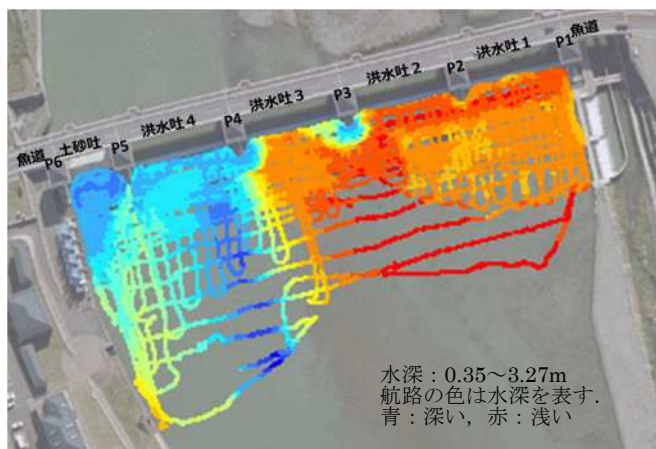 魚道
P6
土砂吐
P5
洪水吐4
P4
洪水吐3
P3
洪水吐2
P2
洪水吐1
P1
魚道
水深：0.35～3.27m
航路の色は水深を表す．
青：深い，赤：浅い